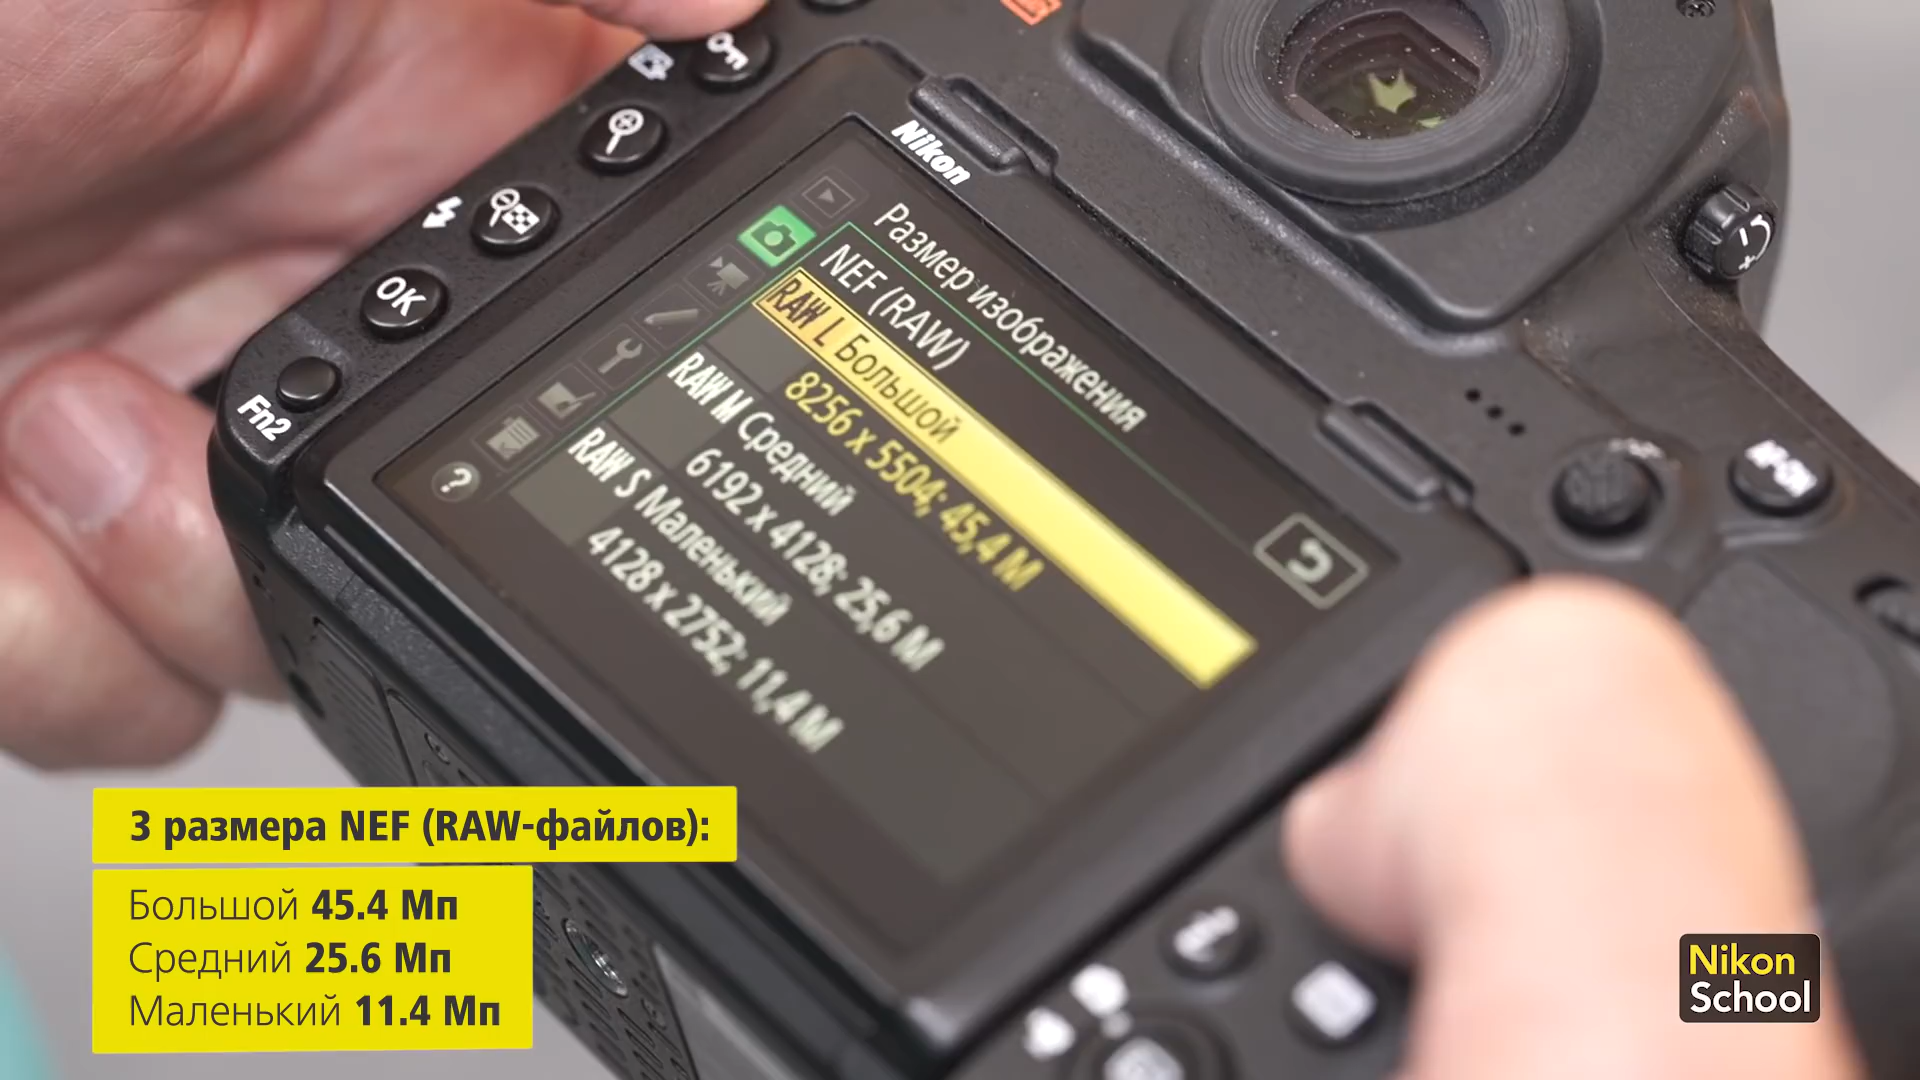 Nikon
Размер изображения
NEF (RAW)
RAW L Большой
8256 x 5504; 45,4 M
RAW M Средний
6192 x 4128; 25,6 M
RAW S Маленький
4128 x 2752; 11,4 M
?
OK
Fn2
AF-ON
i
3 размера NEF (RAW-файлов):
Большой 45.4 Мп
Средний 25.6 Мп
Маленький 11.4 Мп
Nikon
School